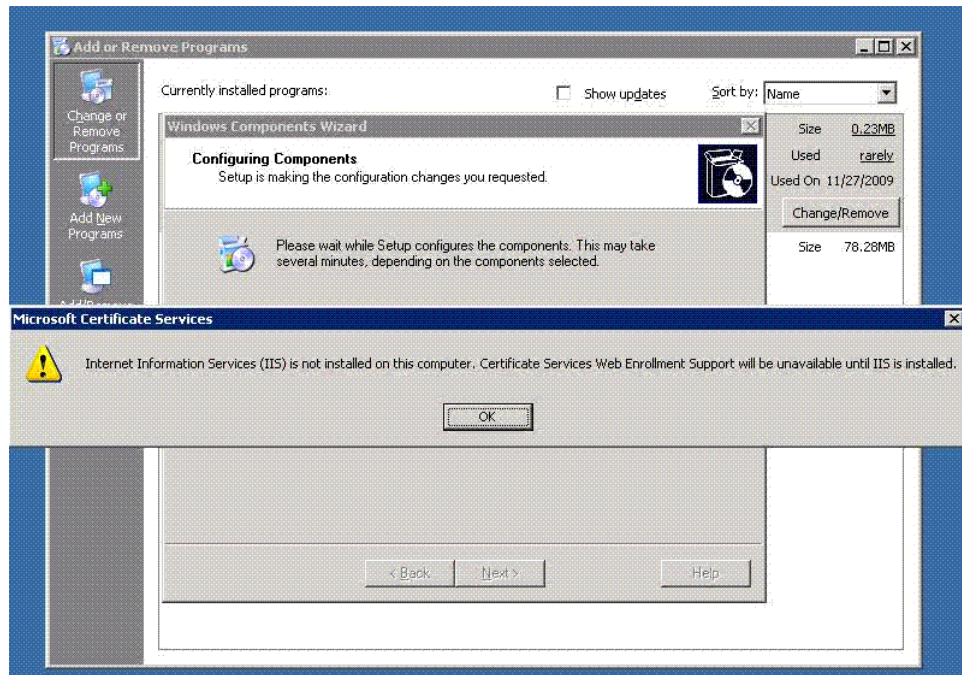 Add or Remove Programs
Change or
Remove
Programs
Add New
Programs
Currently installed programs:
Show updates
Sort by:
Name
Windows Components Wizard
Configuring Components
Setup is making the configuration changes you requested.
Please wait while Setup configures the components. This may take
several minutes, depending on the components selected.
Size 0.23MB
Used rarely
Used On 11/27/2009
Change/Remove
Size 78.28MB
Microsoft Certificate Services
Internet Information Services (IIS) is not installed on this computer. Certificate Services Web Enrollment Support will be unavailable until IIS is installed.
OK
< Back
Next >
Help